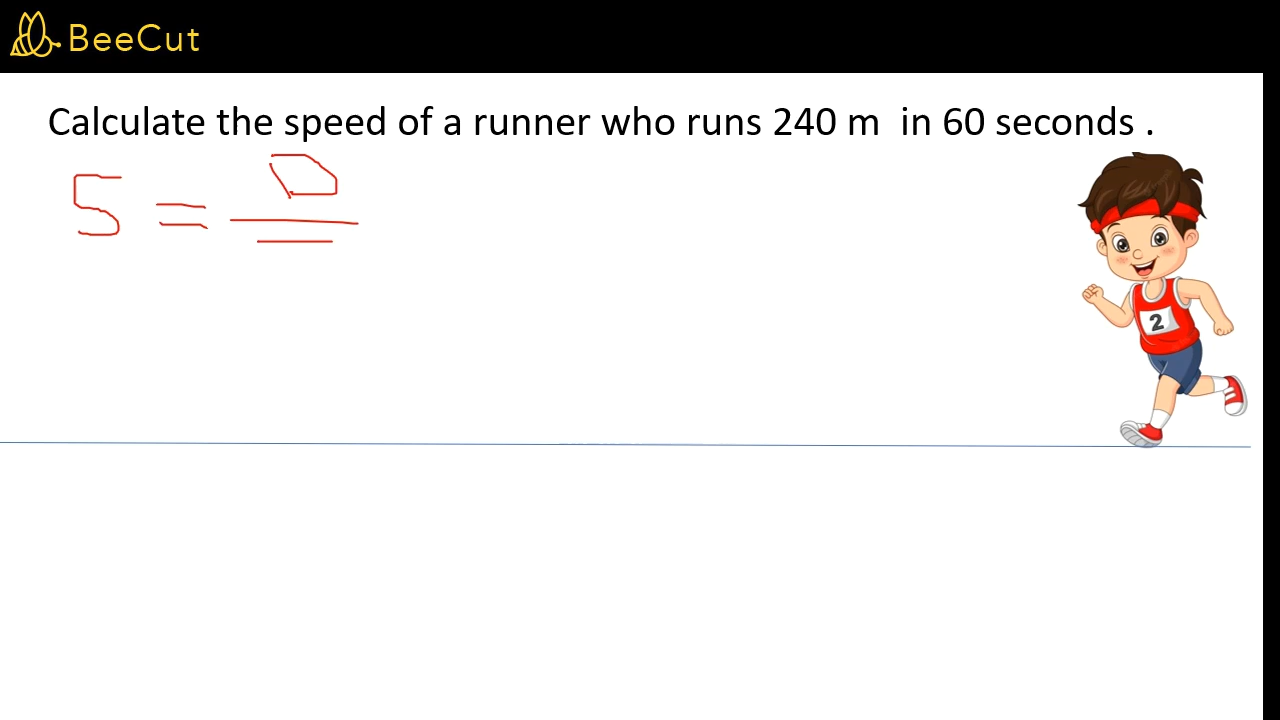 BeeCut
Calculate the speed of a runner who runs 240 m in 60 seconds .
S = D
2